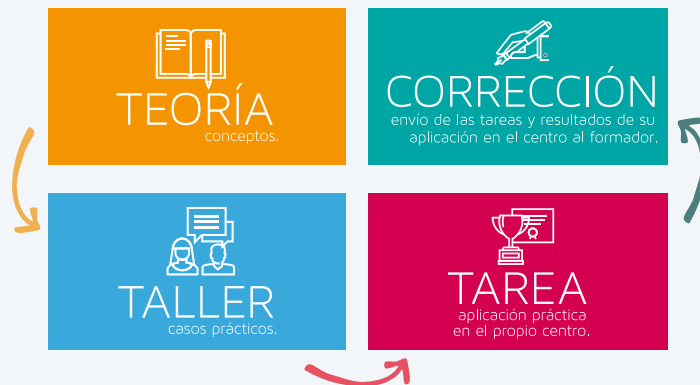 TEORÍA
conceptos.
TALLER
casos prácticos.
TAREA
aplicación práctica
en el propio centro.
CORRECCIÓN
envío de las tareas y resultados de su
aplicación en el centro al formador.